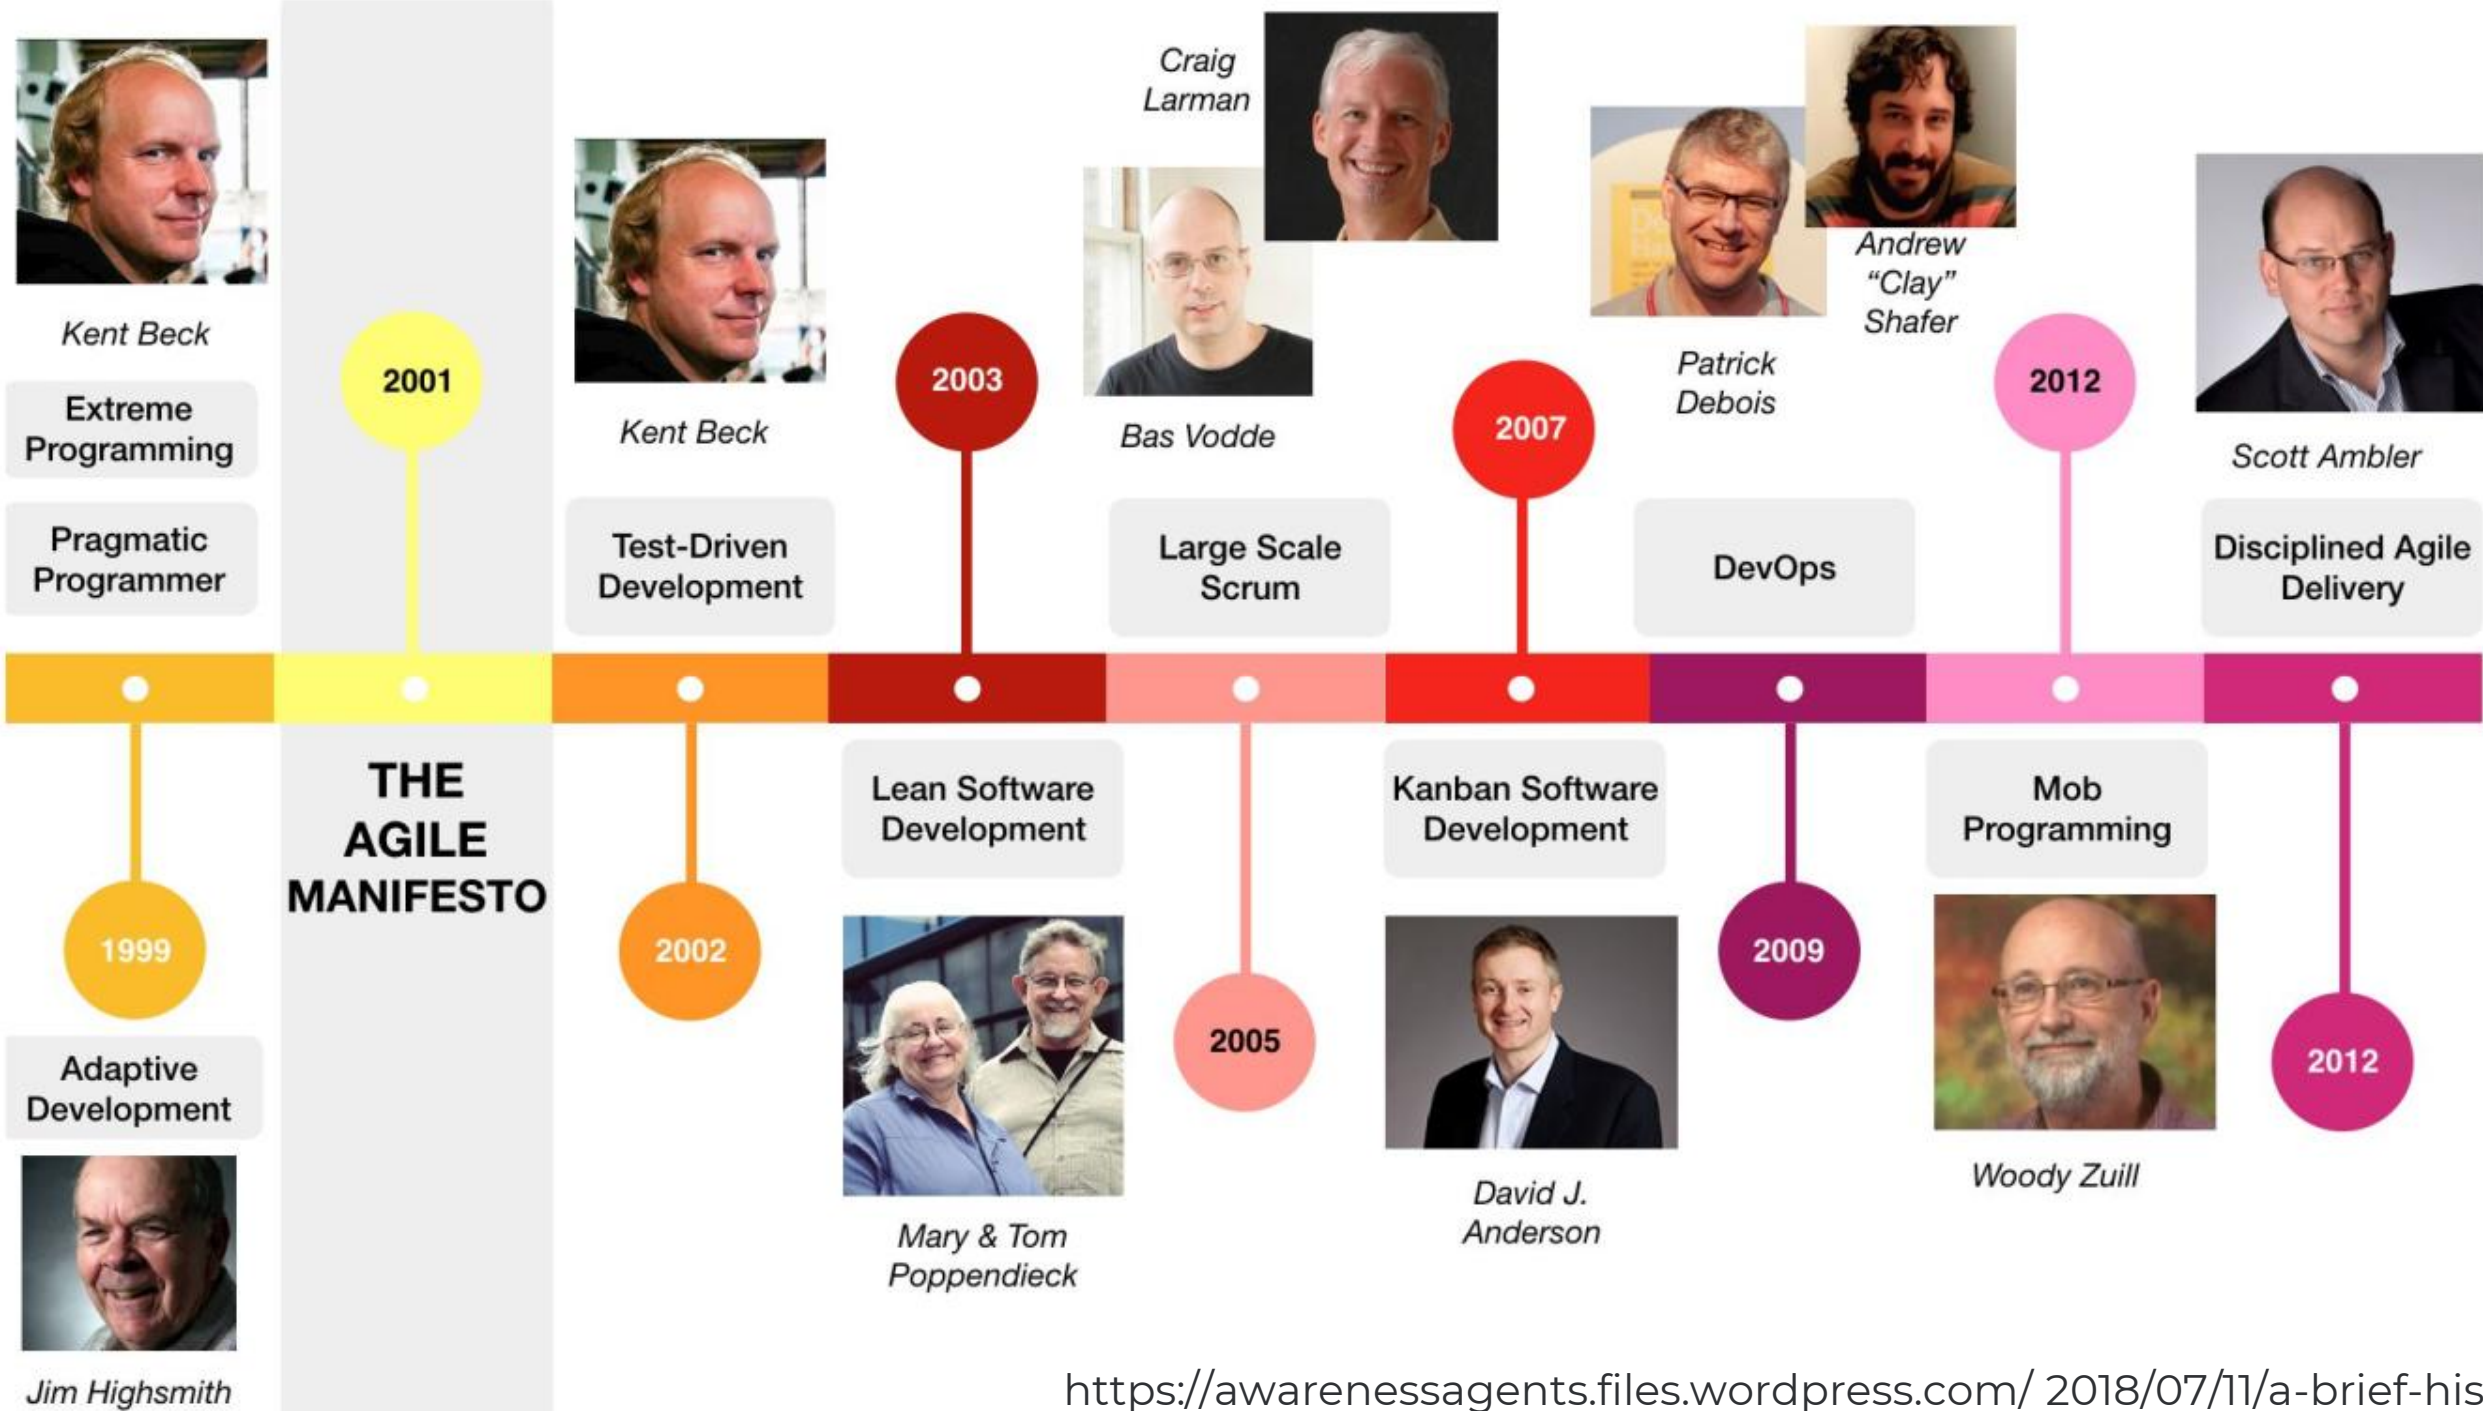 Kent Beck
Extreme
Programming
Pragmatic
Programmer
1999
Adaptive
Development
Jim Highsmith
2001
THE
AGILE
MANIFESTO
Kent Beck
Test-Driven
Development
2002
2003
Lean Software
Development
Mary & Tom
Poppendieck
Craig
Larman
Bas Vodde
Large Scale
Scrum
2005
2007
Kanban Software
Development
David J.
Anderson
Andrew
“Clay”
Shafer
Patrick
Debois
DevOps
2009
2012
Mob
Programming
Woody Zuill
Scott Ambler
Disciplined Agile
Delivery
2012
https://awarenessagents.files.wordpress.com/ 2018/07/11/a-brief-his